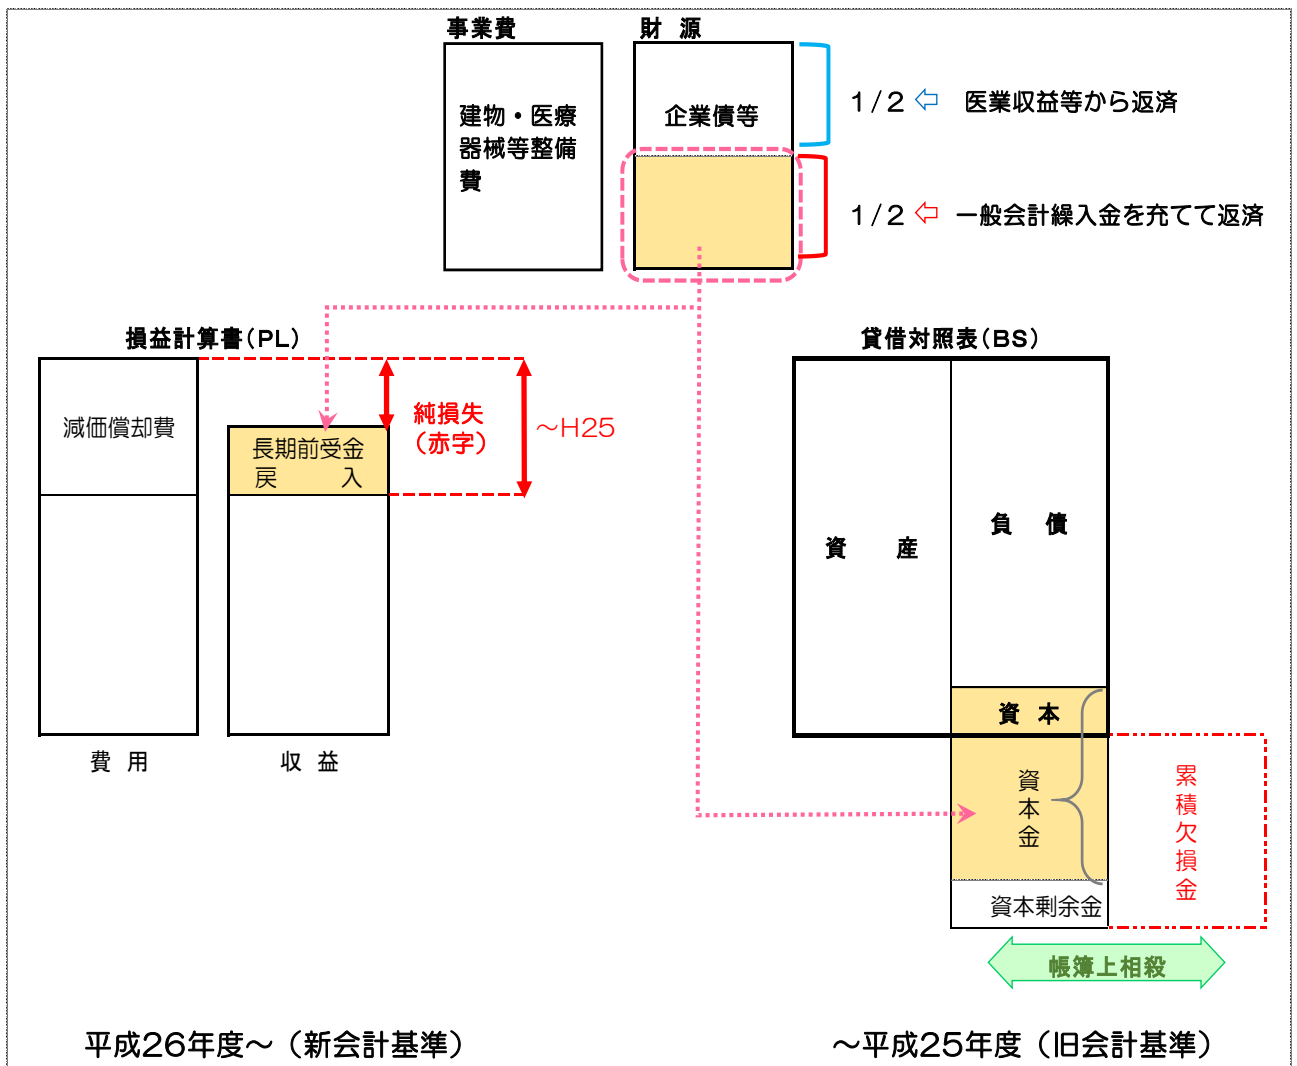 事業費
財 源
建物・医療
器械等整備
費
企業債等
1/2 ⇦ 医業収益等から返済
1/2 ⇦ 一般会計繰入金を充てて返済
損益計算書(PL)
減価償却費
長期前受金
戻 入
純損失
(赤字)
～H25
費 用
収 益
貸借対照表(BS)
資 産
負 債
資 本
資
本
金
資本剰余金
累
積
欠
損
金
帳簿上相殺
平成26年度～(新会計基準)
～平成25年度(旧会計基準)